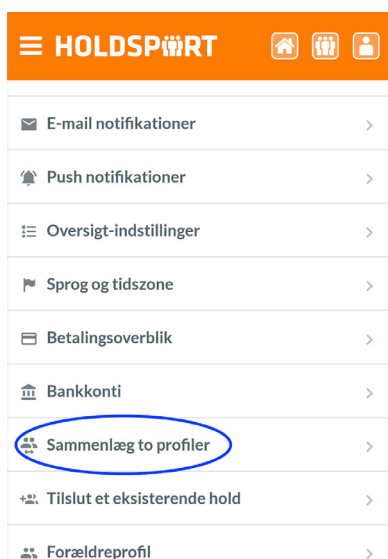 HOLDSPORT
E-mail notifikationer
Push notifikationer
Oversigt-indstillinger
Sprog og tidszone
Betalingsoverblik
Bankkonti
Sammenlæg to profiler
Tilslut et eksisterende hold
Forældreprofil